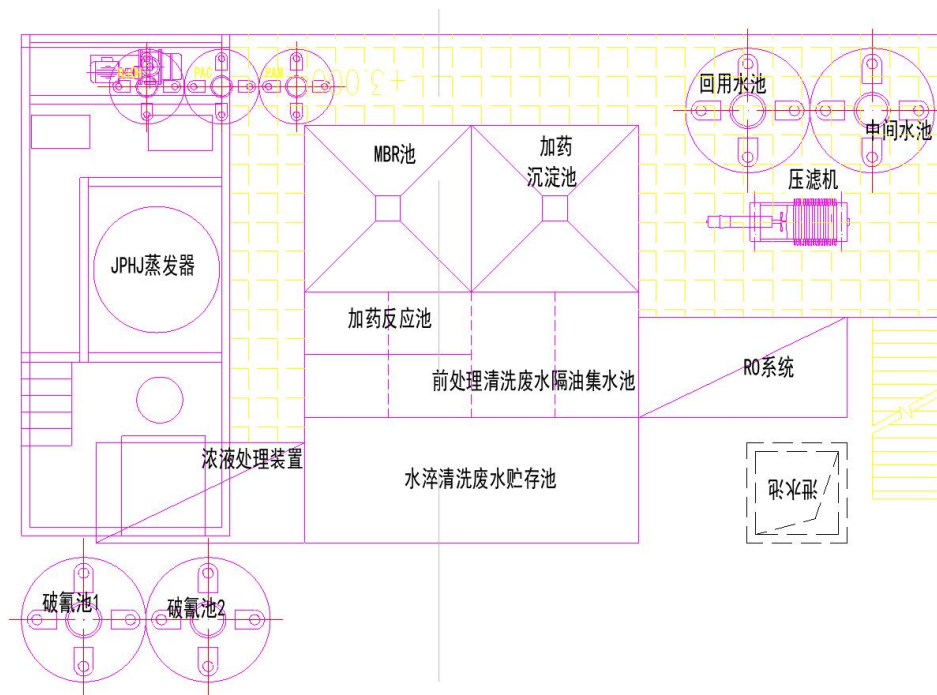 PAC
PAM
+3.000
回用水池
中间水池
MBR池
加药
沉淀池
压滤机
JPHJ蒸发器
加药反应池
前处理清洗废水隔油集水池
RO系统
浓液处理装置
水淬清洗废水贮存池
泄水池
破氰池1
破氰池2